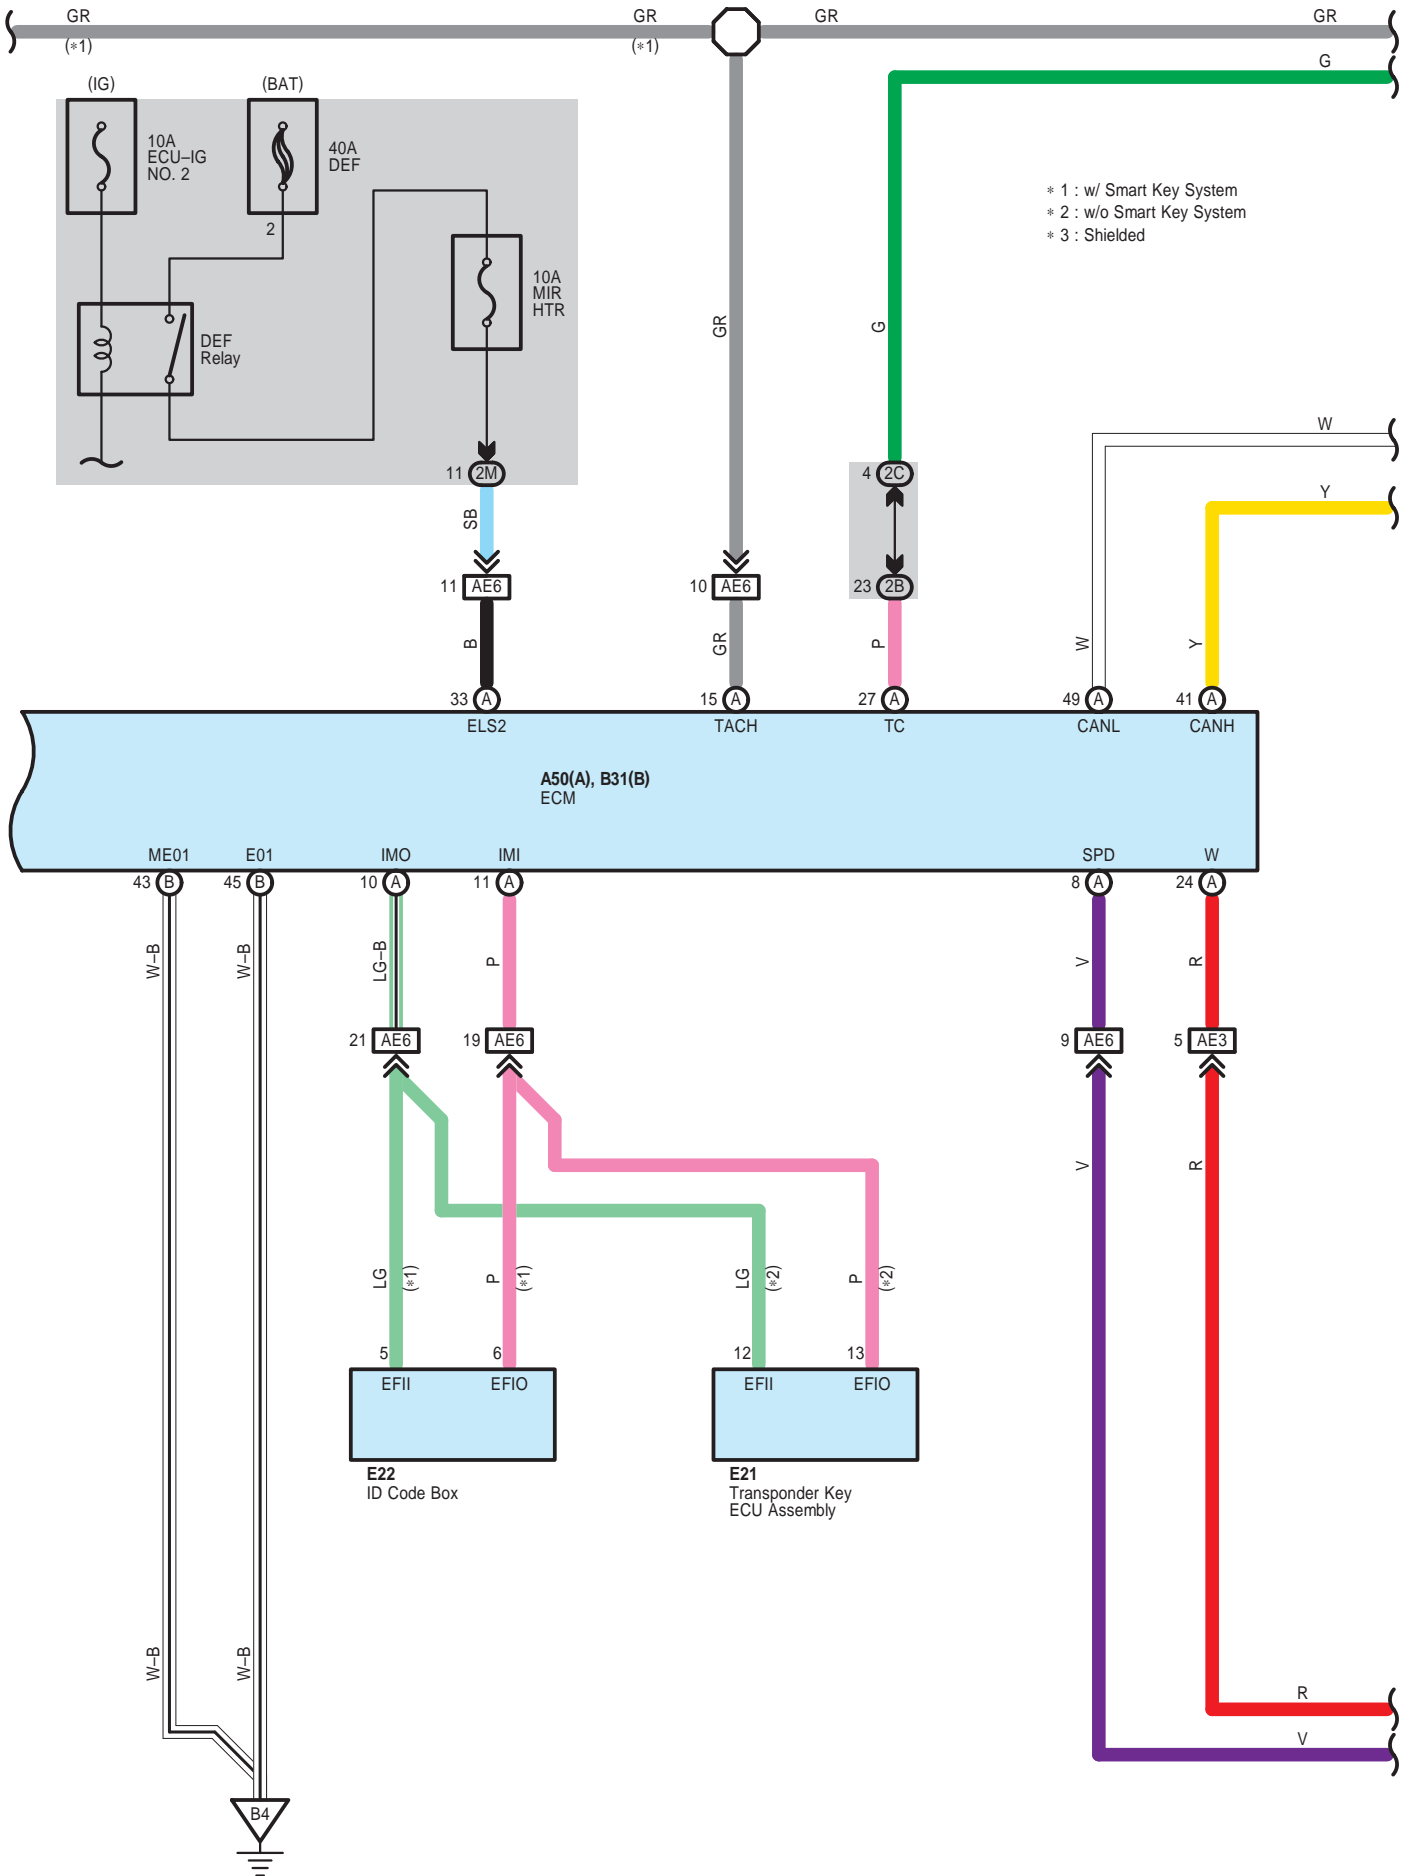 GR GR GR GR
(*1) (*1)
G
(IG) (BAT)
10A
ECU–IG
NO. 2
40A
DEF
2
* 1 : w/ Smart Key System
* 2 : w/o Smart Key System
* 3 : Shielded
10A
MIR
HTR
GR
G
DEF
Relay
W
11 2M
4 2C
Y
SB
11 AE6
10 AE6
23 2B
B
GR
P
W
Y
33 A
15 A
27 A
49 A
41 A
ELS2 TACH TC CANL CANH
A50(A), B31(B)
ECM
ME01 E01 IMO IMI SPD W
43 B
45 B
10 A
11 A
8 A
24 A
W–B
W–B
LG–B
P
V
R
21 AE6
19 AE6
9 AE6
5 AE3
V
R
LG
(*1)
P
(*1)
LG
(*2)
P
(*2)
5 6 12 13
EFII EFIO EFII EFIO
E22
ID Code Box
E21
Transponder Key
ECU Assembly
W–B
W–B
R
V
B4